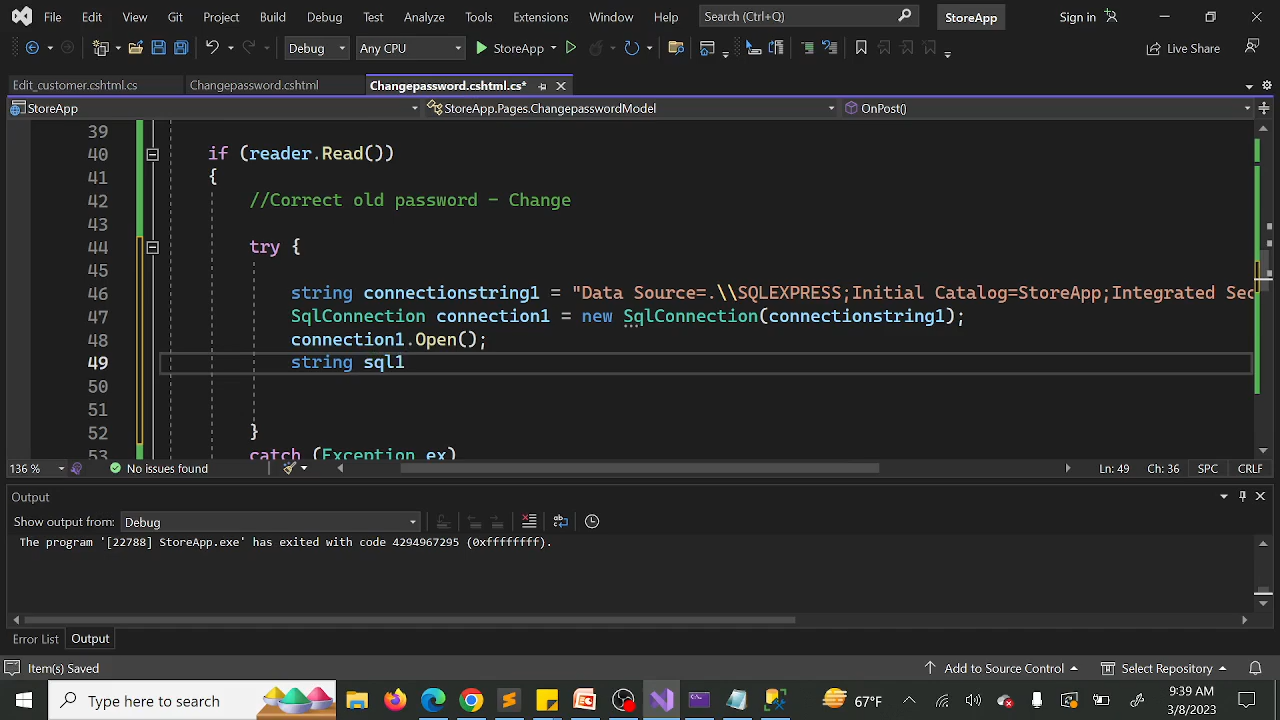 File Edit View Git Project Build Debug Test Analyze Tools Extensions Window Help Search (Ctrl+Q) StoreApp Sign in
Debug Any CPU StoreApp Live Share
Edit_customer.cshtml.cs Changepassword.cshtml Changepassword.cshtml.cs*
StoreApp StoreApp.Pages.ChangepasswordModel OnPost()
39
40 if (reader.Read())
41 {
42 //Correct old password - Change
43
44 try {
45
46 string connectionstring1 = "Data Source=.\\SQLEXPRESS;Initial Catalog=StoreApp;Integrated Sec
47 SqlConnection connection1 = new SqlConnection(connectionstring1);
48 connection1.Open();
49 string sql1
50
51
52 }
53 catch (Exception ex)
136 % No issues found Ln: 49 Ch: 36 SPC CRLF
Output
Show output from: Debug
The program '[22788] StoreApp.exe' has exited with code 4294967295 (0xffffffff).
Error List Output
Item(s) Saved Add to Source Control Select Repository
Type here to search 67°F 8:39 AM
3/8/2023